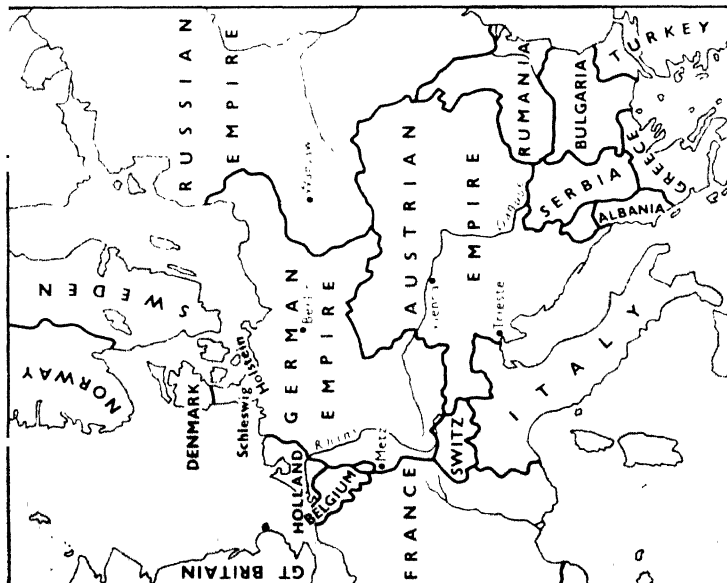 NORWAY
SWEDEN
RUSSIAN
EMPIRE
DENMARK
Schleswig
Holstein
GT BRITAIN
HOLLAND
BELGIUM
GERMAN
EMPIRE
Berlin
Warsaw
Rhine
Metz
FRANCE
SWITZ
AUSTRIAN
EMPIRE
Vienna
Trieste
Danube
ITALY
RUMANIA
SERBIA
BULGARIA
ALBANIA
GREECE
TURKEY